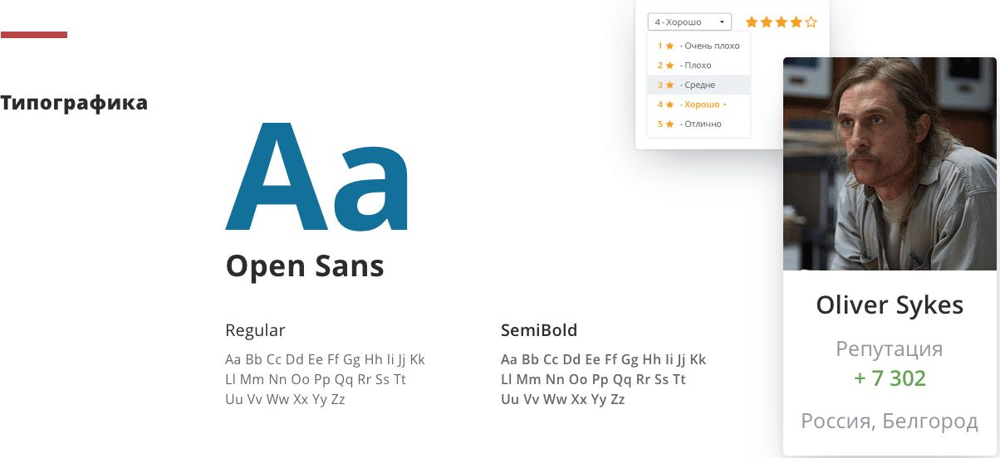 Типографика
Aa
Open Sans
Regular
Aa Bb Cc Dd Ee Ff Gg Hh Ii Jj Kk
Ll Mm Nn Oo Pp Qq Rr Ss Tt
Uu Vv Ww Xx Yy Zz
SemiBold
Aa Bb Cc Dd Ee Ff Gg Hh Ii Jj Kk
Ll Mm Nn Oo Pp Qq Rr Ss Tt
Uu Vv Ww Xx Yy Zz
4 - Хорошо
1 ★ - Очень плохо
2 ★ - Плохо
3 ★ - Средне
4 ★ - Хорошо •
5 ★ - Отлично
Oliver Sykes
Репутация
+ 7 302
Россия, Белгород